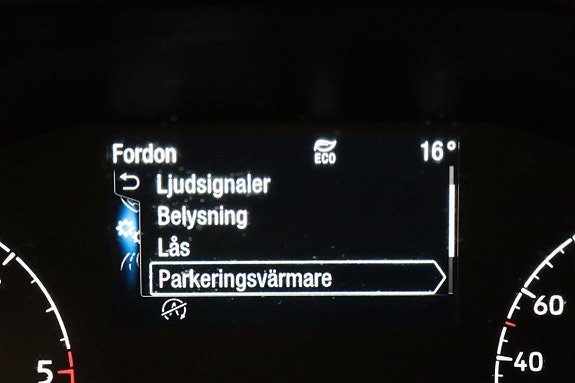 Fordon ECO 16°
Ljudsignaler
Belysning
Lås
Parkeringsvärmare
A
60
5
40